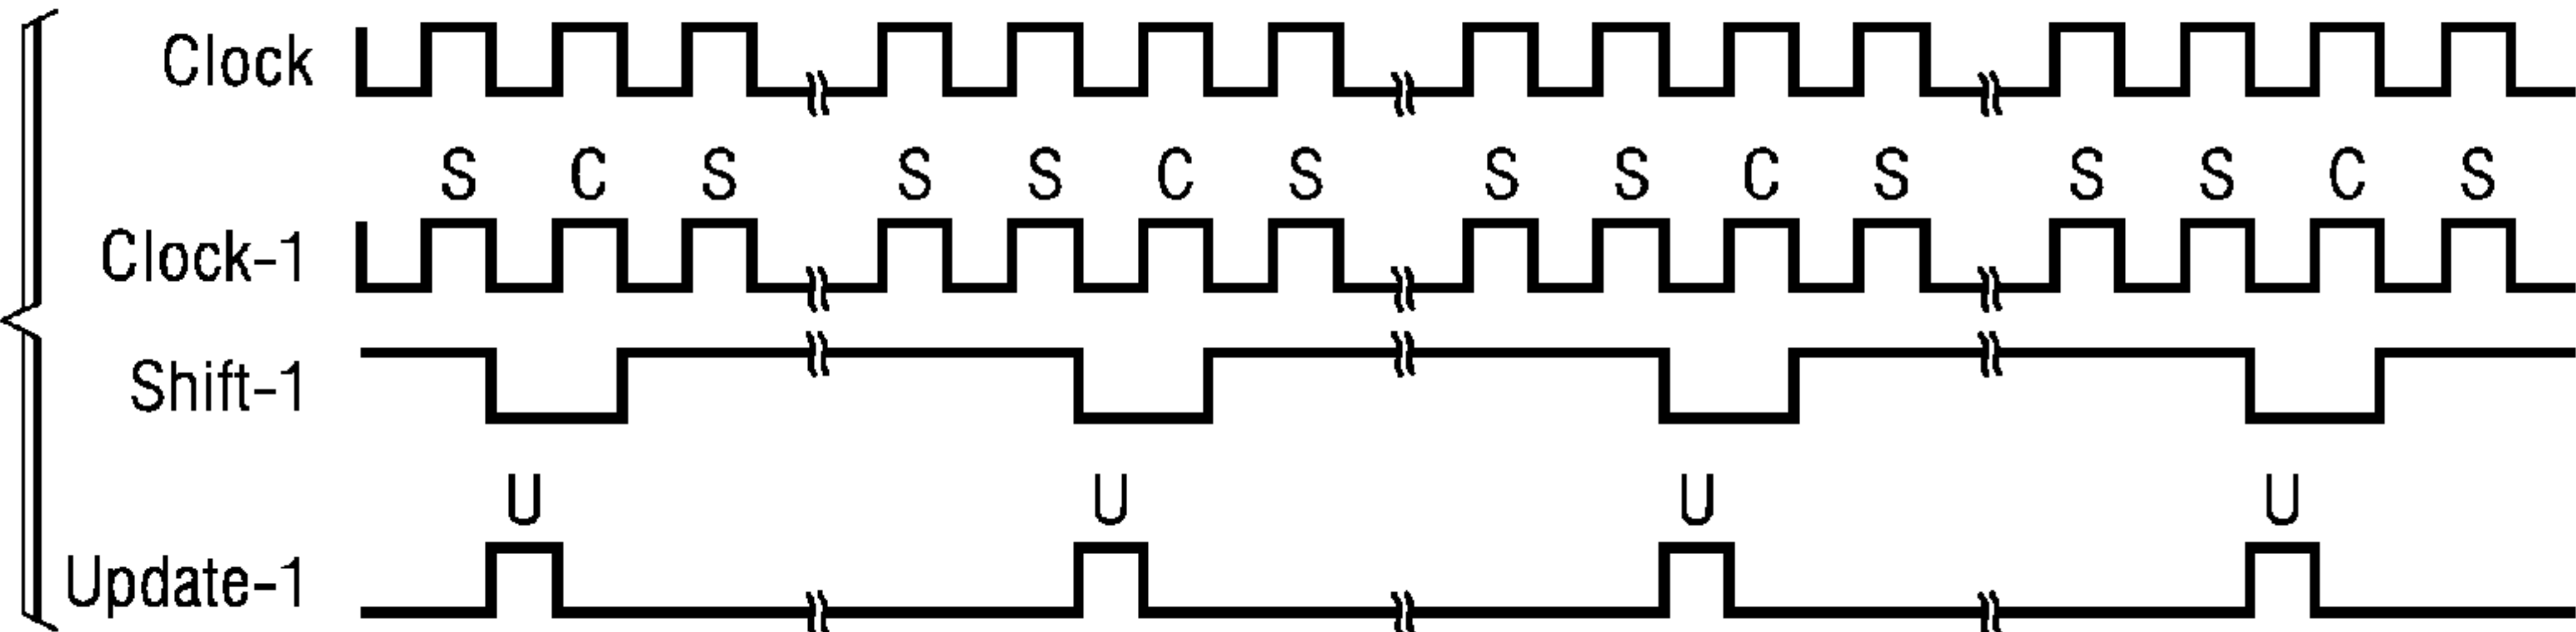 Clock
S C S S S C S S S C S S S C S
Clock-1
Shift-1
U U U U
Update-1